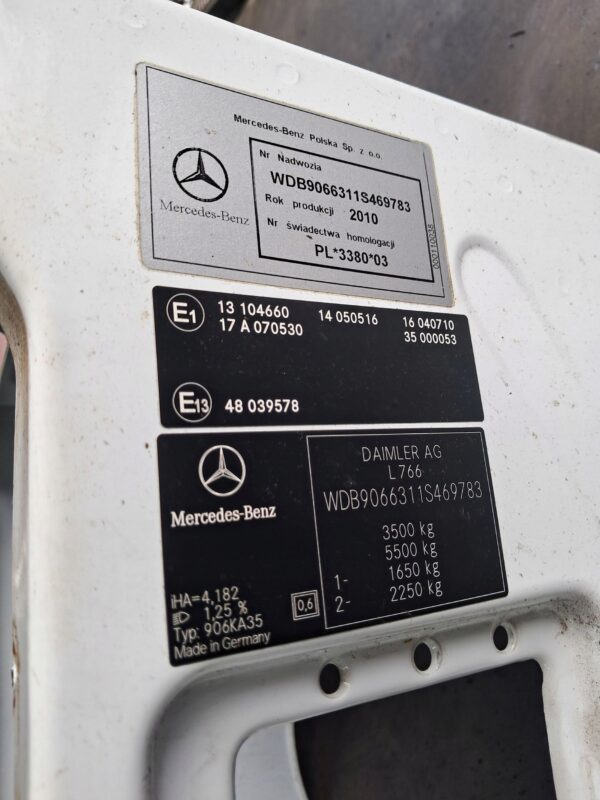 Mercedes-Benz Polska Sp. z o.o.
Nr Nadwozia
WDB9066311S469783
Rok produkcji 2010
Nr świadectwa homologacji
PL*3380*03
Mercedes-Benz
000110035
E1 13 104660 14 050516 16 040710
17 A 070530 35 000053
E13 48 039578
Mercedes-Benz
DAIMLER AG
L766
WDB9066311S469783
3500 kg
5500 kg
1- 1650 kg
2- 2250 kg
iHA=4,182
1,25 %
Typ: 906KA35
Made in Germany
0,6